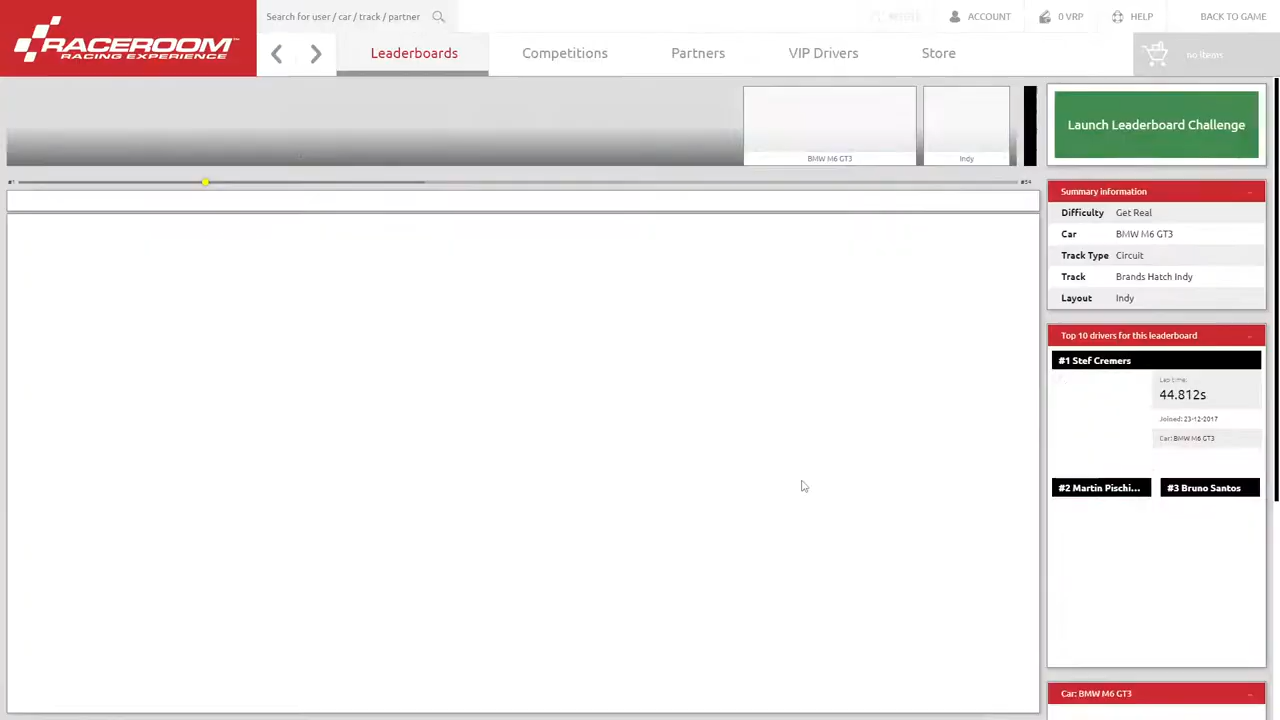 Search for user / car / track / partner
ACCOUNT
0 VRP
HELP
BACK TO GAME
RACEROOM
RACING EXPERIENCE
Leaderboards
Competitions
Partners
VIP Drivers
Store
no items
BMW M6 GT3
Indy
Launch Leaderboard Challenge
#1
#54
Summary information
Difficulty Get Real
Car BMW M6 GT3
Track Type Circuit
Track Brands Hatch Indy
Layout Indy
Top 10 drivers for this leaderboard
#1 Stef Cremers
Lap time:
44.812s
Joined: 23-12-2017
Car: BMW M6 GT3
#2 Martin Pischi...
#3 Bruno Santos
Car: BMW M6 GT3